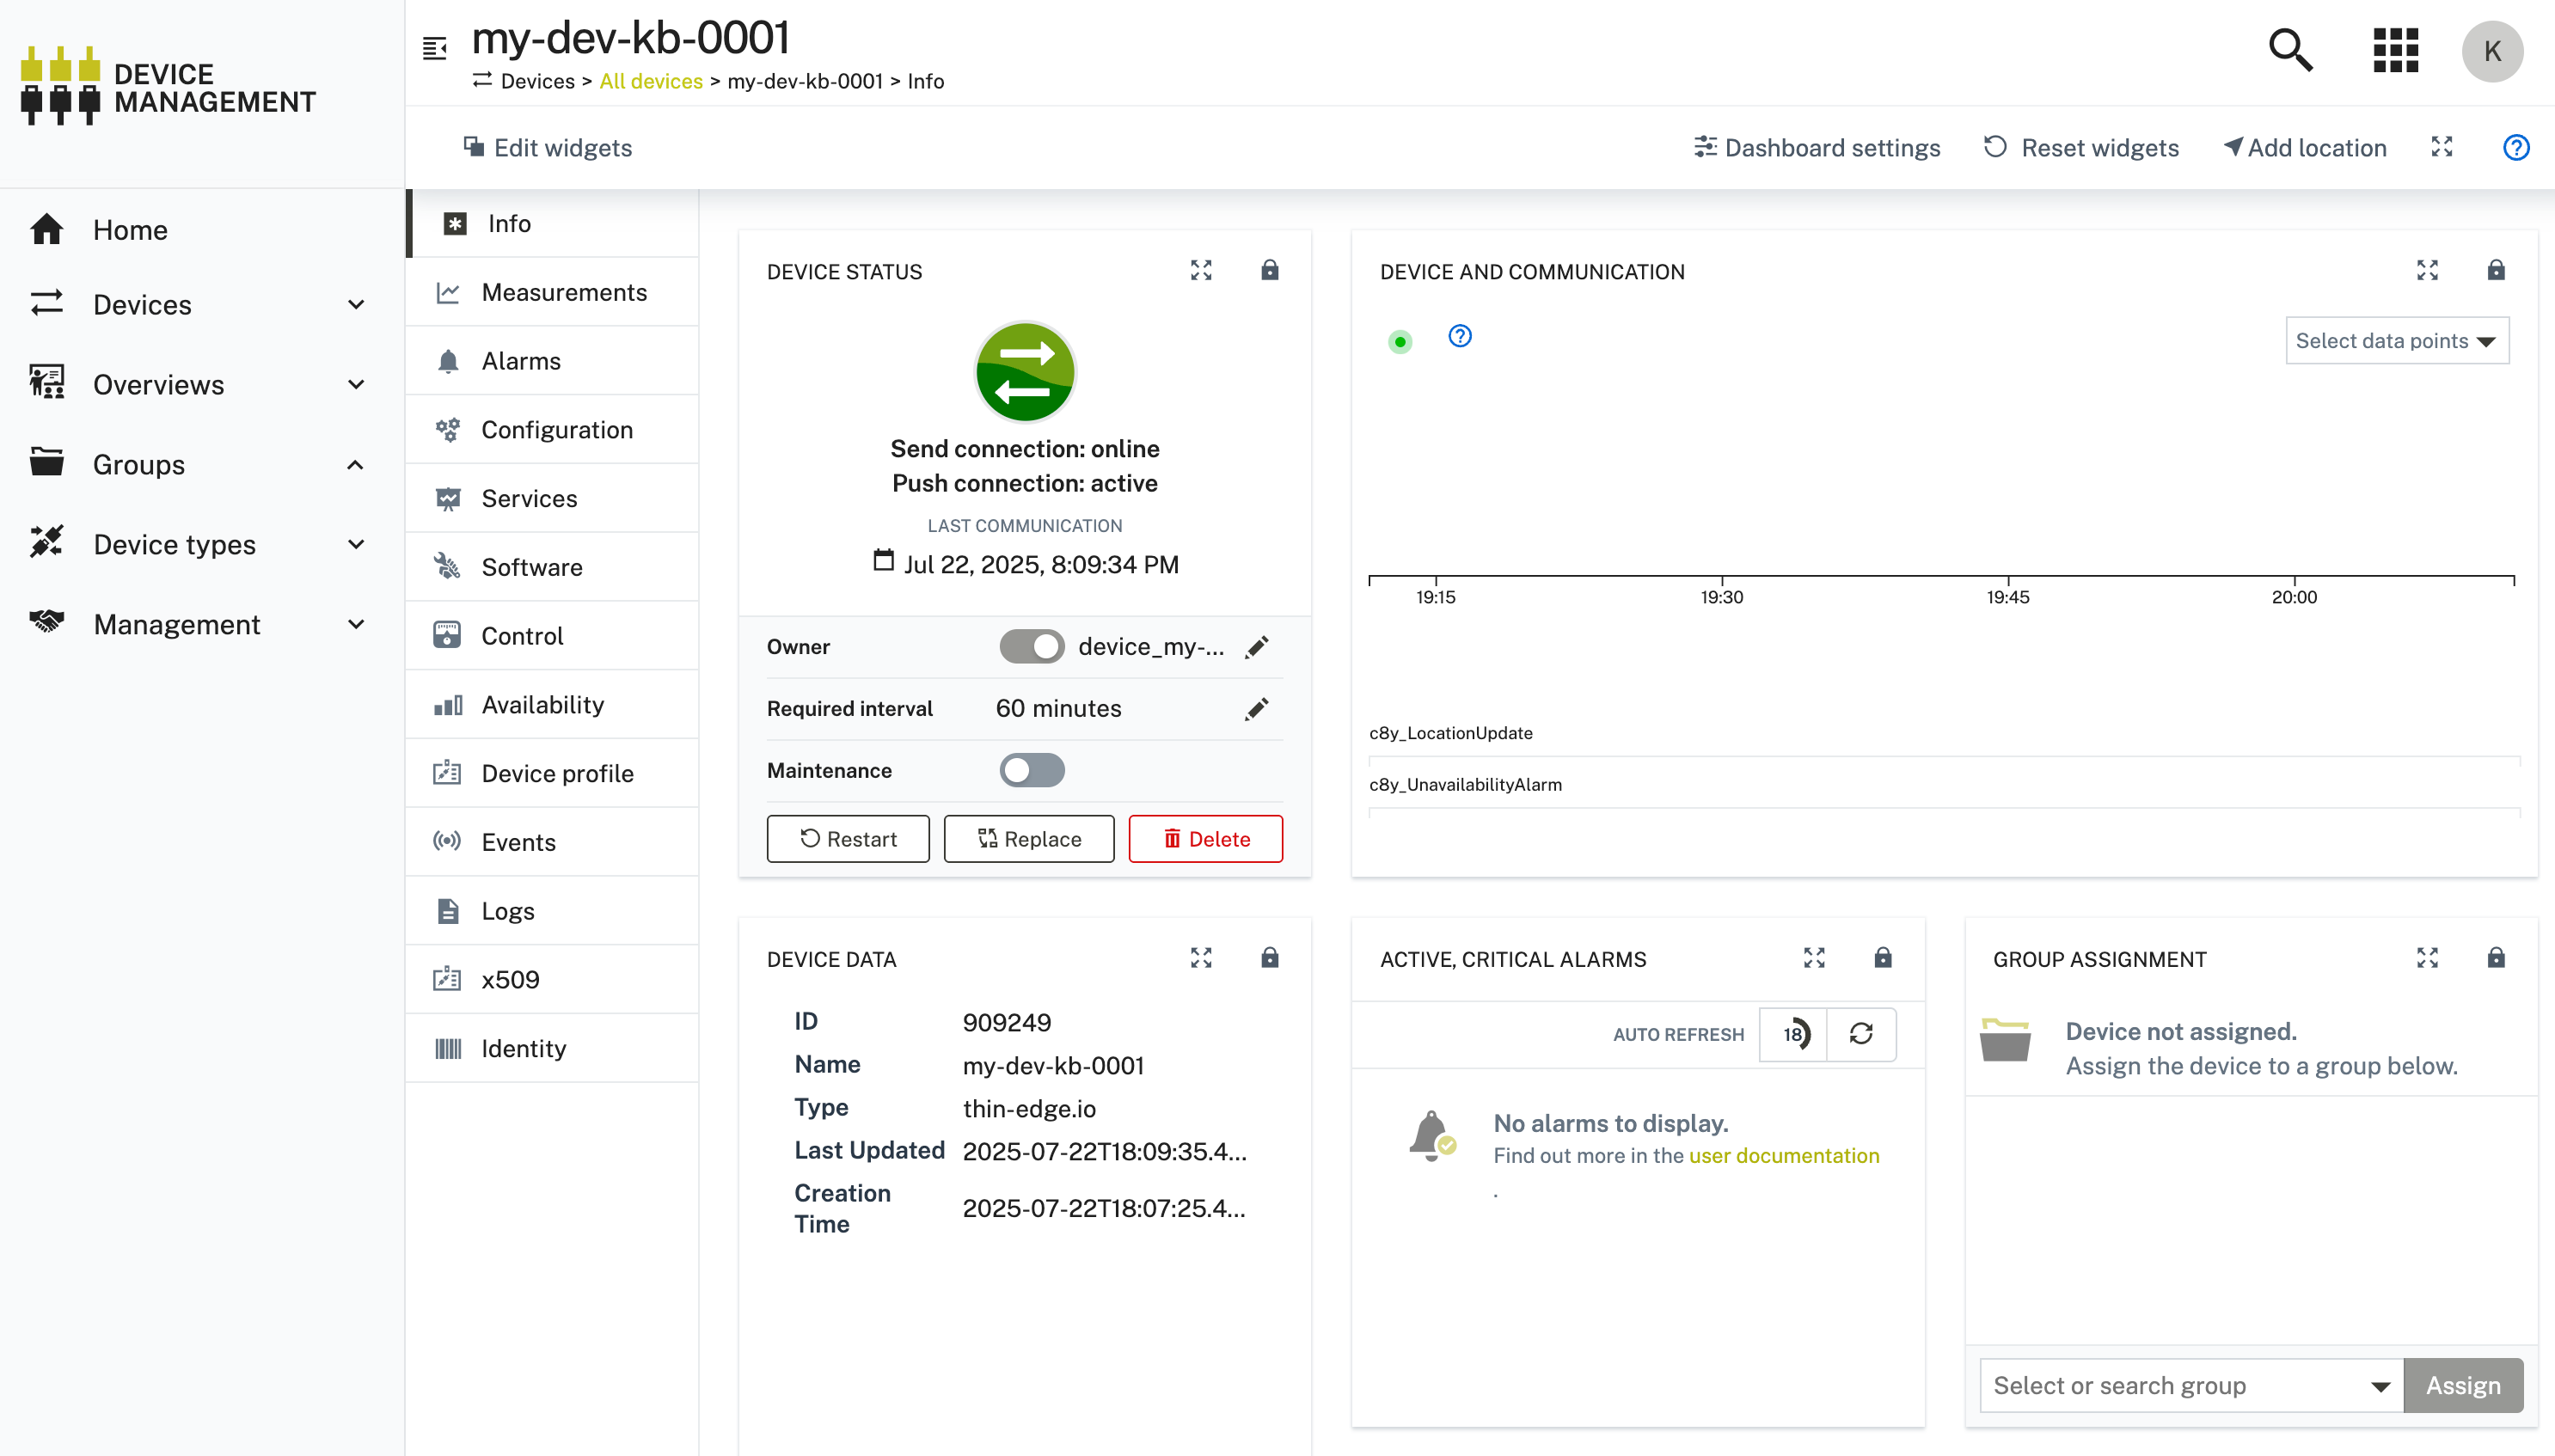 DEVICE
MANAGEMENT
my-dev-kb-0001
Devices > All devices > my-dev-kb-0001 > Info
K
Edit widgets
Dashboard settings
Reset widgets
Add location
Home
Devices
Overviews
Groups
Device types
Management
Info
Measurements
Alarms
Configuration
Services
Software
Control
Availability
Device profile
Events
Logs
x509
Identity
DEVICE STATUS
Send connection: online
Push connection: active
LAST COMMUNICATION
Jul 22, 2025, 8:09:34 PM
Owner device_my-...
Required interval 60 minutes
Maintenance
Restart
Replace
Delete
DEVICE AND COMMUNICATION
Select data points
19:15 19:30 19:45 20:00
c8y_LocationUpdate
c8y_UnavailabilityAlarm
DEVICE DATA
ID 909249
Name my-dev-kb-0001
Type thin-edge.io
Last Updated 2025-07-22T18:09:35.4...
Creation
Time 2025-07-22T18:07:25.4...
ACTIVE, CRITICAL ALARMS
AUTO REFRESH 18
No alarms to display.
Find out more in the user documentation
.
GROUP ASSIGNMENT
Device not assigned.
Assign the device to a group below.
Select or search group
Assign